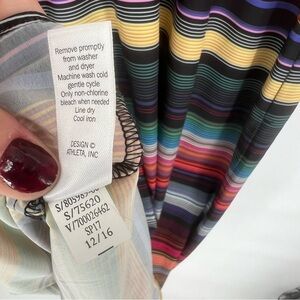 Remove promptly
from washer
and dryer
Machine wash cold
gentle cycle
Only non-chlorine
bleach when needed
Line dry
Cool iron
DESIGN ©
ATHLETA, INC
S/75620
V/700026462
SP17
12/16